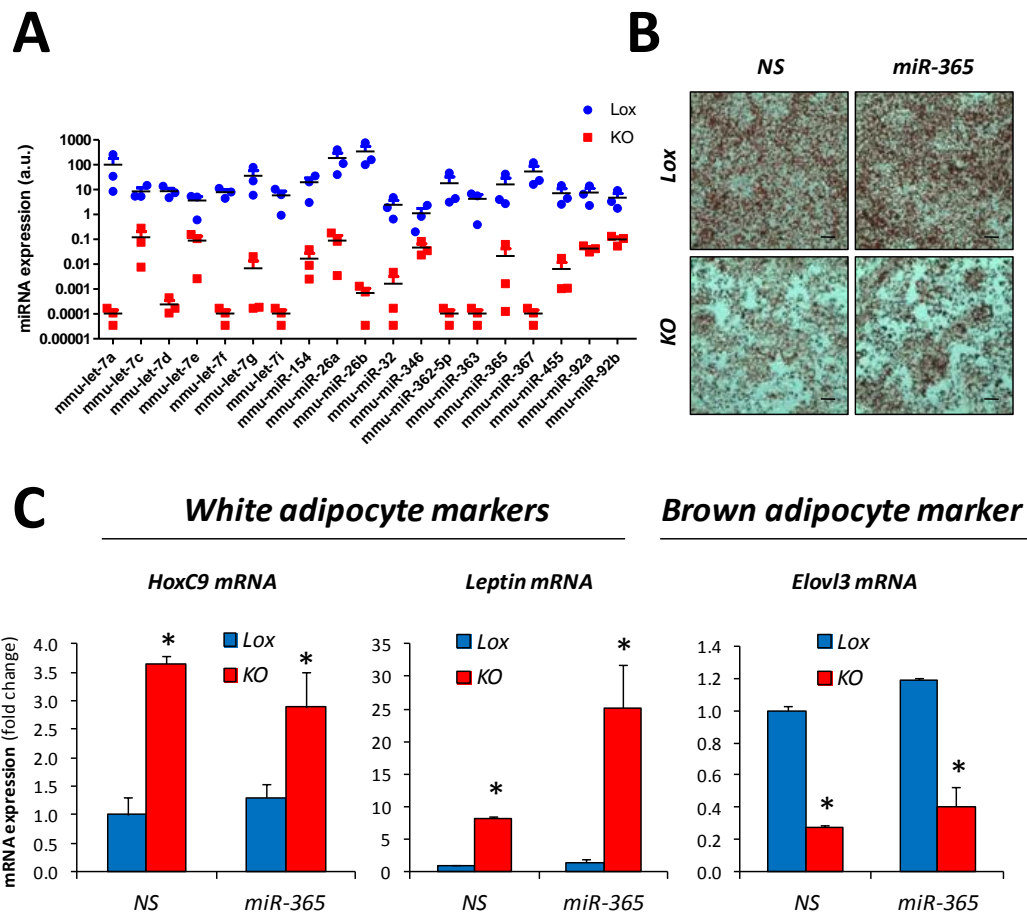 A
B
NS miR-365
Lox
KO
Lox
KO
miRNA expression (a.u.)
1000
100
10
1
0.1
0.01
0.001
0.0001
0.00001
mmu-let-7a
mmu-let-7c
mmu-let-7d
mmu-let-7e
mmu-let-7f
mmu-let-7g
mmu-let-7i
mmu-miR-154
mmu-miR-26a
mmu-miR-26b
mmu-miR-32
mmu-miR-346
mmu-miR-362-5p
mmu-miR-363
mmu-miR-365
mmu-miR-367
mmu-miR-455
mmu-miR-92a
mmu-miR-92b
C
White adipocyte markers
Brown adipocyte marker
HoxC9 mRNA
mRNA expression (fold change)
4.0
3.5
3.0
2.5
2.0
1.5
1.0
0.5
0.0
Lox
KO
*
*
NS miR-365
Leptin mRNA
35
30
25
20
15
10
5
0
Lox
KO
*
*
NS miR-365
Elovl3 mRNA
1.4
1.2
1.0
0.8
0.6
0.4
0.2
0.0
Lox
KO
*
*
NS miR-365